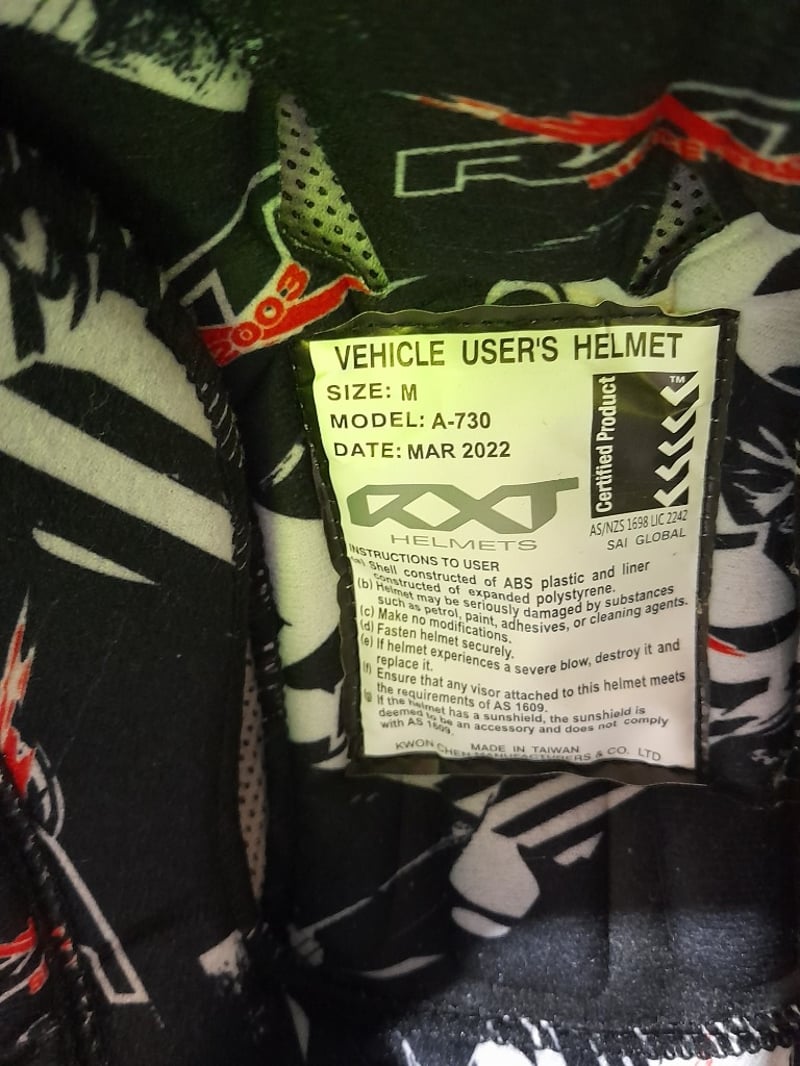 2003
VEHICLE USER'S HELMET
SIZE: M
MODEL: A-730
DATE: MAR 2022
Certified Product
TM
RXT
HELMETS
AS/NZS 1698 LIC 2242
SAI GLOBAL
INSTRUCTIONS TO USER
(a) Shell constructed of ABS plastic and liner
constructed of expanded polystyrene.
(b) Helmet may be seriously damaged by substances
such as petrol, paint, adhesives, or cleaning agents.
(c) Make no modifications.
(d) Fasten helmet securely.
(e) If helmet experiences a severe blow, destroy it and
replace it.
(f) Ensure that any visor attached to this helmet meets
the requirements of AS 1609.
(g) If the helmet has a sunshield, the sunshield is
deemed to be an accessory and does not comply
with AS 1609.
MADE IN TAIWAN
KWON CHEN MANUFACTURERS & CO. LTD